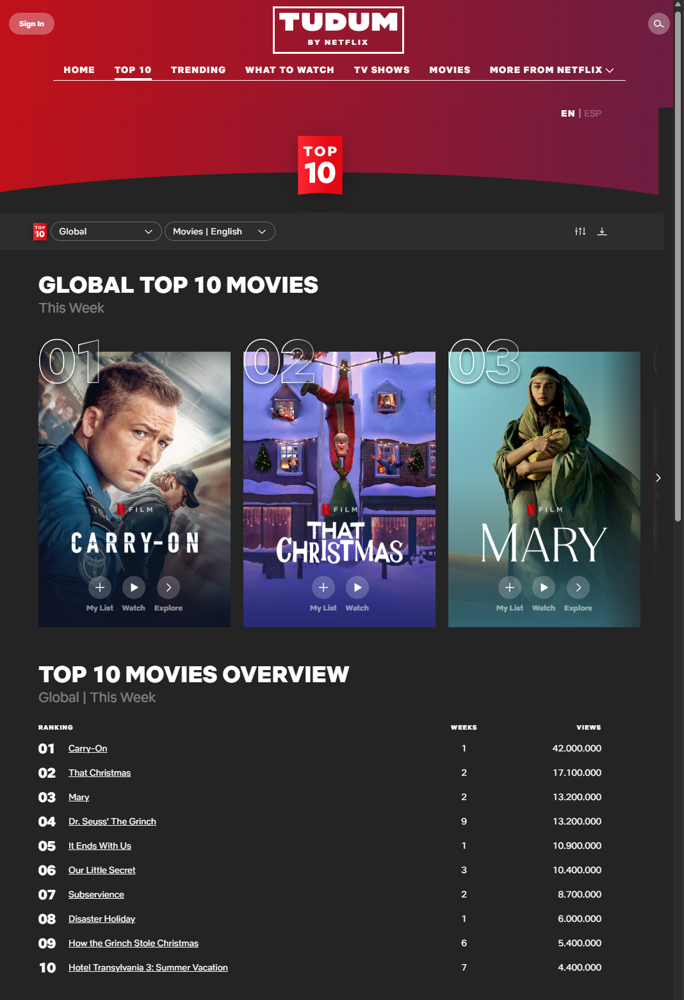 Sign In
TUDUM
BY NETFLIX
HOME TOP 10 TRENDING WHAT TO WATCH TV SHOWS MOVIES MORE FROM NETFLIX
EN | ESP
TOP
10
TOP
10
Global
Movies | English
GLOBAL TOP 10 MOVIES
This Week
01 02 03
N FILM
CARRY-ON
My List Watch Explore
N FILM
THAT
CHRISTMAS
My List Watch
N FILM
MARY
My List Watch Explore
TOP 10 MOVIES OVERVIEW
Global | This Week
RANKING WEEKS VIEWS
01 Carry-On 1 42.000.000
02 That Christmas 2 17.100.000
03 Mary 2 13.200.000
04 Dr. Seuss' The Grinch 9 13.200.000
05 It Ends With Us 1 10.900.000
06 Our Little Secret 3 10.400.000
07 Subservience 2 8.700.000
08 Disaster Holiday 1 6.000.000
09 How the Grinch Stole Christmas 6 5.400.000
10 Hotel Transylvania 3: Summer Vacation 7 4.400.000